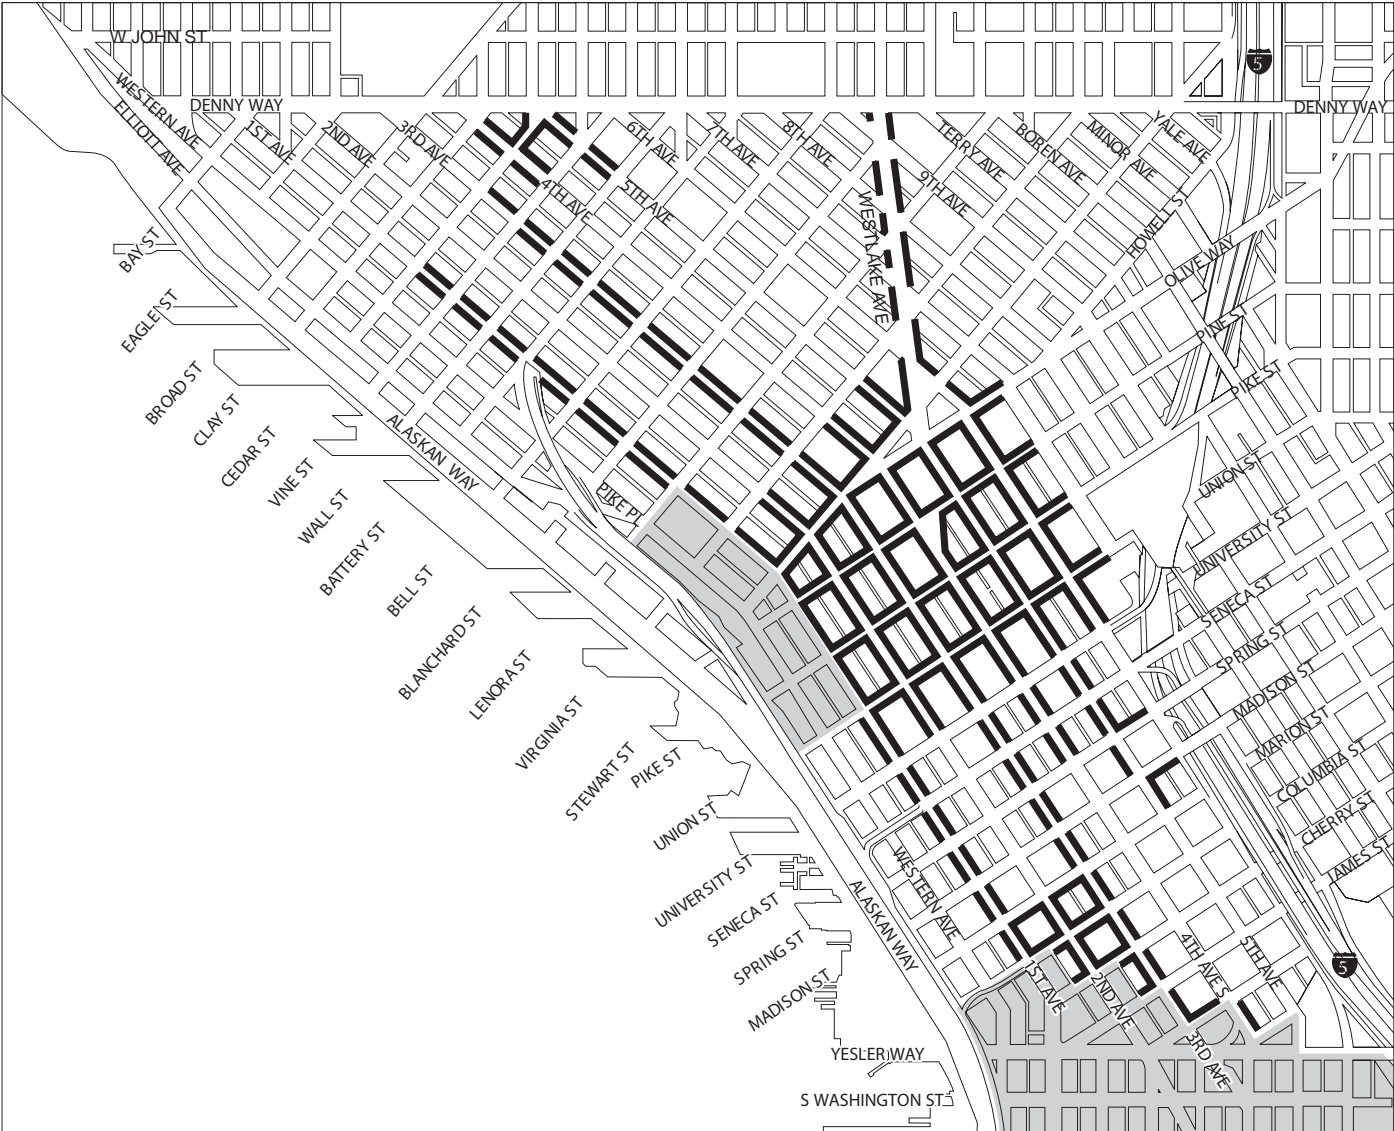 W JOHN ST
5
DENNY WAY
DENNY WAY
WESTERN AVE
ELLIOTT AVE
1ST AVE
2ND AVE
3RD AVE
4TH AVE
5TH AVE
6TH AVE
7TH AVE
8TH AVE
9TH AVE
WESTLAKE AVE
TERRY AVE
BOREN AVE
MINOR AVE
YALE AVE
HOWELL ST
OLIVE WAY
PINE ST
PIKE ST
UNION ST
UNIVERSITY ST
SENECA ST
SPRING ST
MADISON ST
MARION ST
COLUMBIA ST
CHERRY ST
JAMES ST
BAY ST
EAGLE ST
BROAD ST
CLAY ST
CEDAR ST
VINE ST
WALL ST
BATTERY ST
BELL ST
BLANCHARD ST
LENORA ST
VIRGINIA ST
STEWART ST
PIKE ST
UNION ST
UNIVERSITY ST
SENECA ST
SPRING ST
MADISON ST
ALASKAN WAY
PIKE PL
WESTERN AVE
ALASKAN WAY
1ST AVE
2ND AVE
3RD AVE
4TH AVE S
5TH AVE
5
YESLER WAY
S WASHINGTON ST